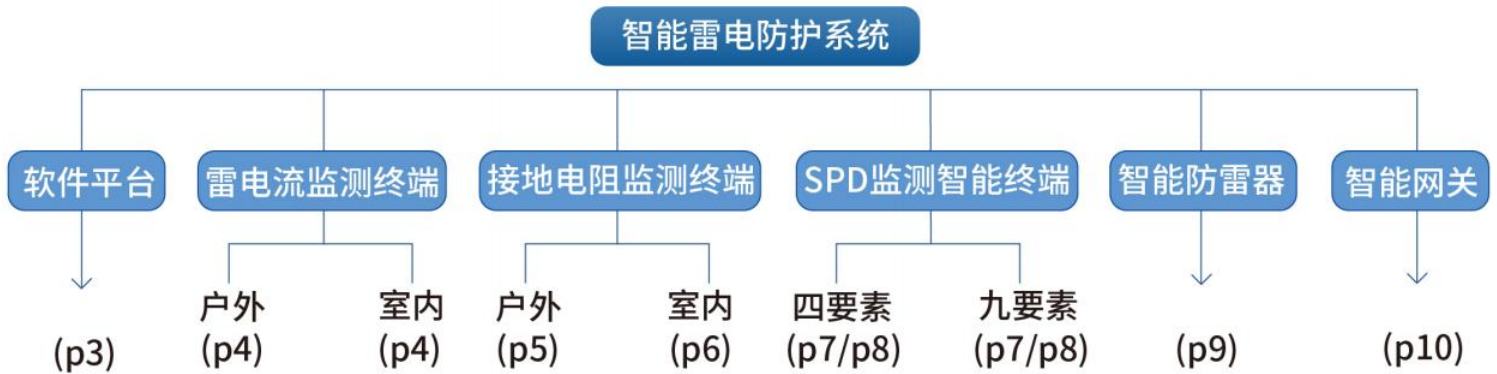 智能雷电防护系统
软件平台
雷电流监测终端
接地电阻监测终端
SPD监测智能终端
智能防雷器
智能网关
户外
室内
户外
室内
四要素
九要素
(p3)
(p4)
(p4)
(p5)
(p6)
(p7/p8)
(p7/p8)
(p9)
(p10)